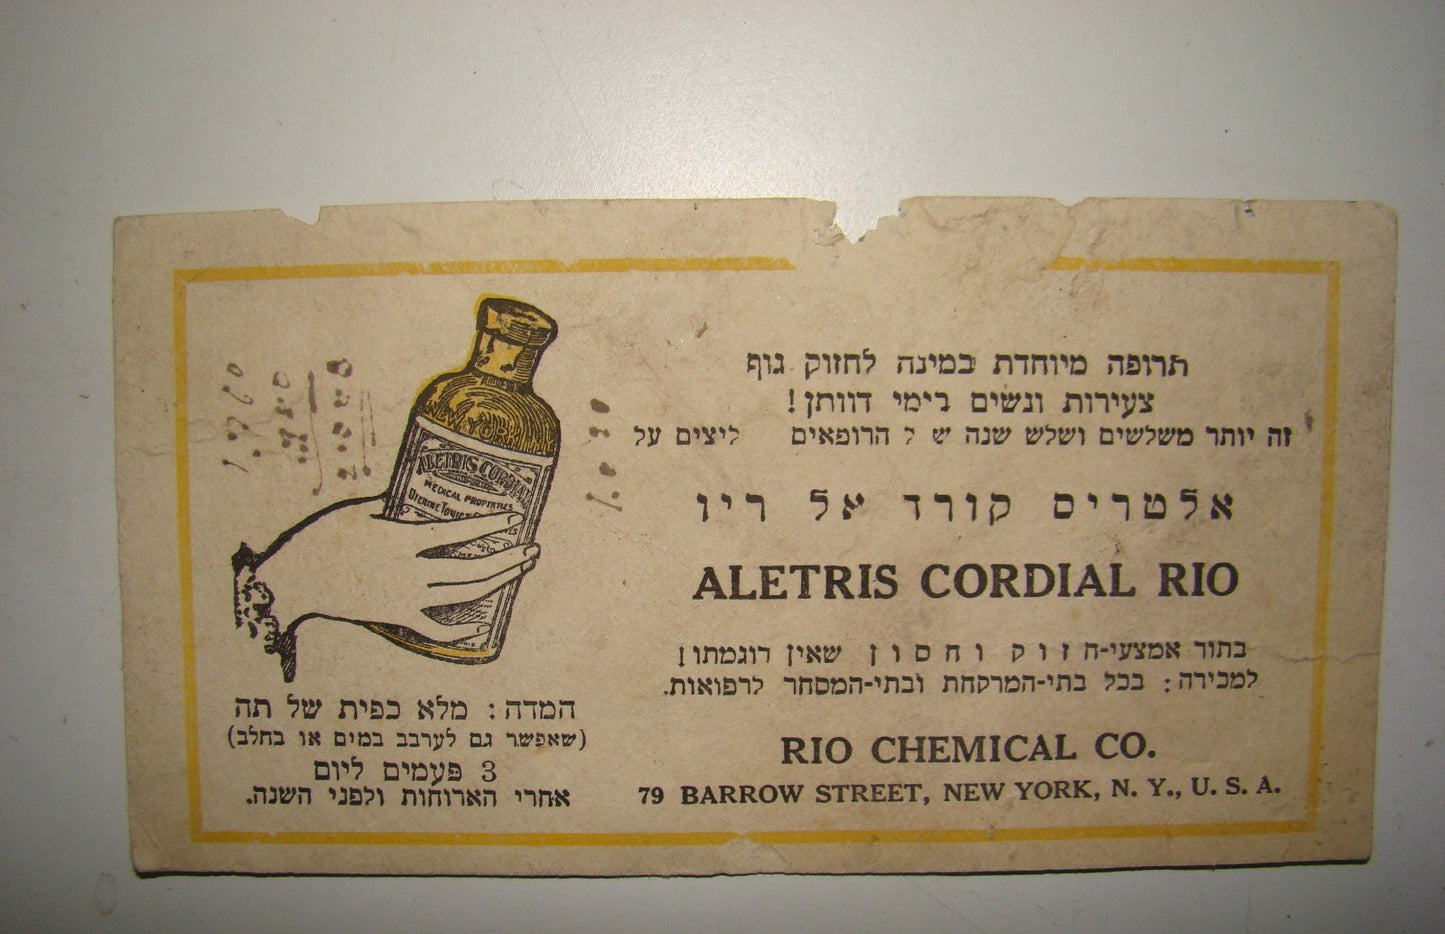 תרופה מיוחדת במינה לחזוק גוף
צעירות ונשים בימי דוותן!
זה יותר משלשים ושלש שנה הרופאים ליצים על
אלטריס קורד אל ריו
ALETRIS CORDIAL RIO
בתור אמצעי-חזוק וחסון שאין דוגמתו!
למכירה: בכל בתי-המרקחת ובתי-המסחר לרפואות.
RIO CHEMICAL CO.
79 BARROW STREET, NEW YORK, N. Y., U. S. A.
NEW YORK
ALETRIS CORDIAL
MEDICAL PROPERTIES
UTERINE TONIC
המדה: מלא כפית של תה
(שאפשר גם לערבב במים או בחלב)
3 פעמים ליום
אחרי הארוחות ולפני השנה.